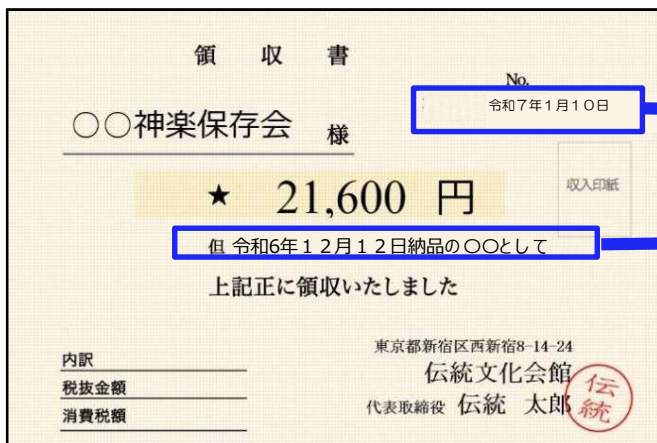 領 収 書
No.
令和7年1月10日
○○神楽保存会 様
収入印紙
★ 21,600 円
但 令和6年12月12日納品の○○として
上記正に領収いたしました
東京都新宿区西新宿8-14-24
伝統文化会館
代表取締役 伝統 太郎
伝統
内訳
税抜金額
消費税額